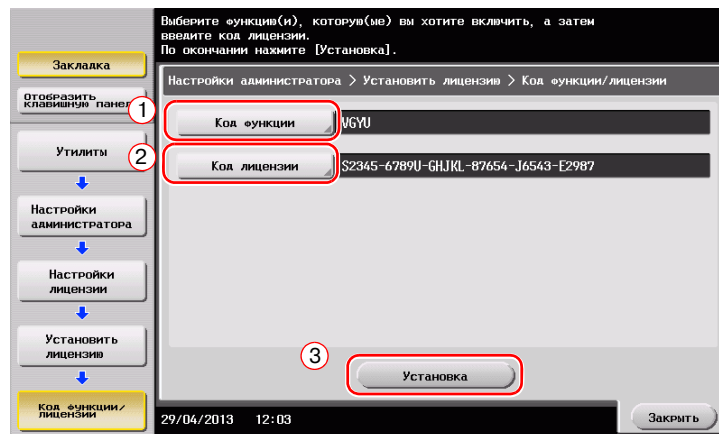 Выберите функцию(и), которую(ые) вы хотите включить, а затем
введите код лицензии.
По окончании нажмите [Установка].
Закладка
Отобразить
клавишную панел
Утилиты
Настройки
администратора
Настройки
лицензии
Установить
лицензию
Код функции/
лицензии
Настройки администратора > Установить лицензию > Код функции/лицензии
1
Код функции
VGYU
2
Код лицензии
S2345-6789U-GHJKL-87654-J6543-E2987
3
Установка
29/04/2013 12:03
Закрыть